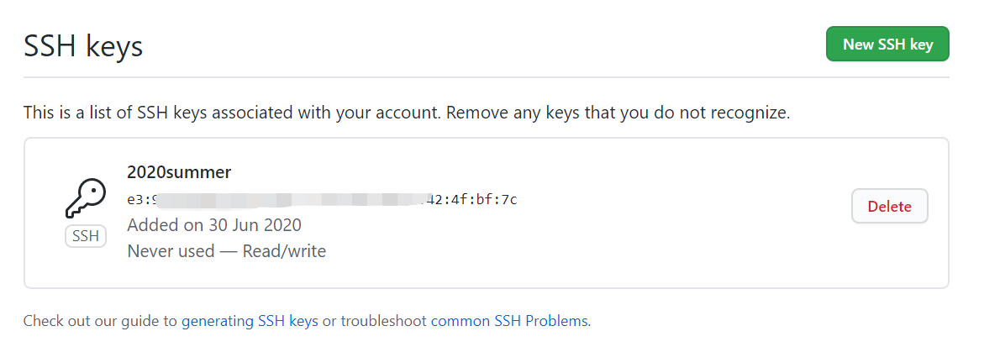 SSH keys
New SSH key
This is a list of SSH keys associated with your account. Remove any keys that you do not recognize.
2020summer
e3:9 42:4f:bf:7c
SSH
Added on 30 Jun 2020
Never used — Read/write
Delete
Check out our guide to generating SSH keys or troubleshoot common SSH Problems.